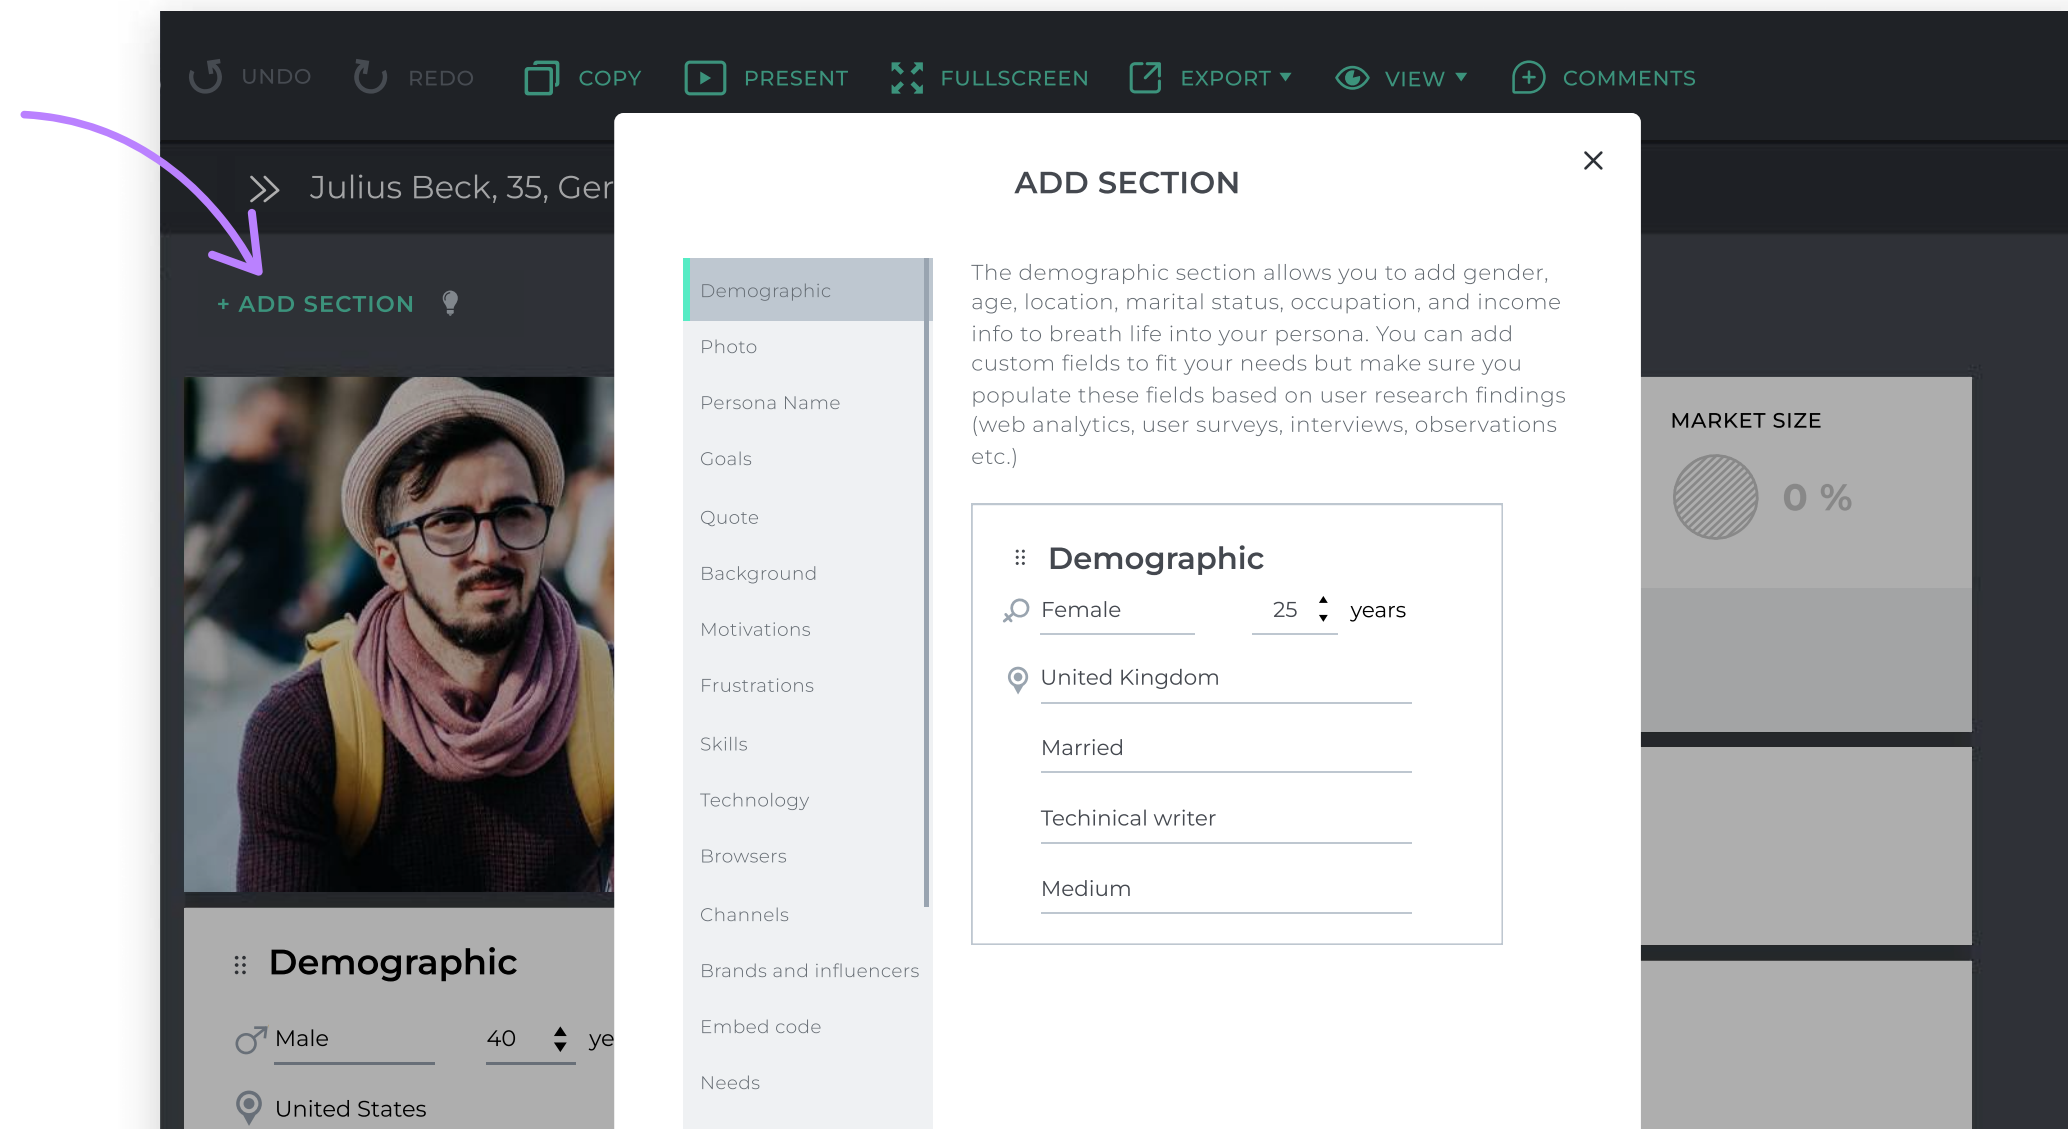 UNDO REDO COPY PRESENT FULLSCREEN EXPORT VIEW COMMENTS
Julius Beck, 35, Ger
+ ADD SECTION
ADD SECTION
Demographic
Photo
Persona Name
Goals
Quote
Background
Motivations
Frustrations
Skills
Technology
Browsers
Channels
Brands and influencers
Embed code
Needs
The demographic section allows you to add gender,
age, location, marital status, occupation, and income
info to breath life into your persona. You can add
custom fields to fit your needs but make sure you
populate these fields based on user research findings
(web analytics, user surveys, interviews, observations
etc.)
Demographic
Female 25 years
United Kingdom
Married
Techinical writer
Medium
MARKET SIZE
0 %
Demographic
Male 40 ye
United States